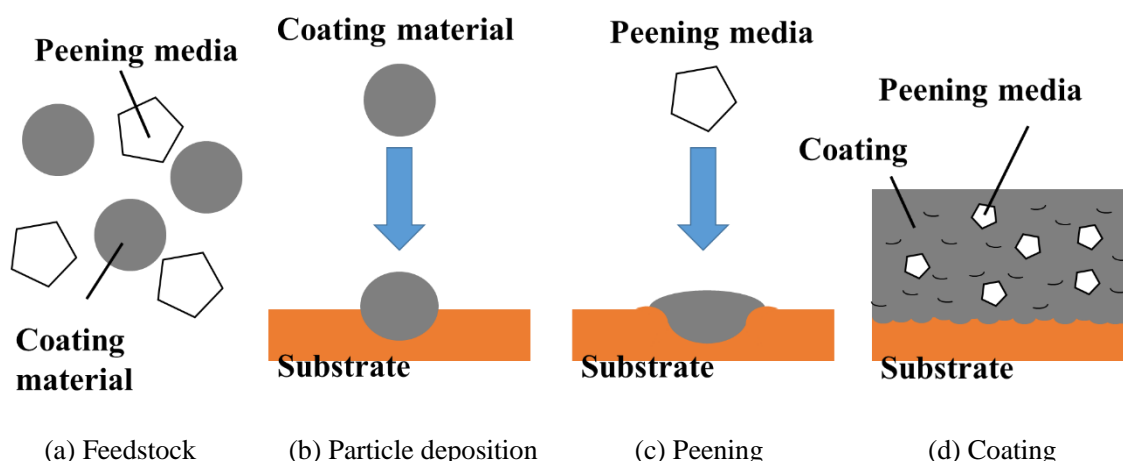 Peening media
Coating
material
(a) Feedstock
Coating material
Substrate
(b) Particle deposition
Peening media
Substrate
(c) Peening
Peening media
Coating
Substrate
(d) Coating